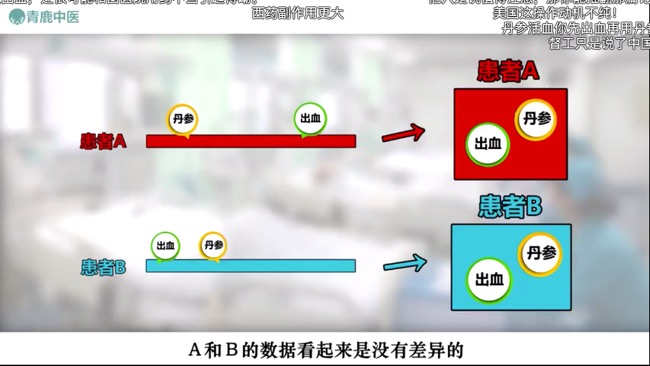 青鹿中医
西药副作用更大
美国这操作动机不纯!
丹参活血你先出血再用丹参
督工只是说了中国
患者A
丹参
出血
患者A
丹参
出血
患者B
出血
丹参
患者B
丹参
出血
A和B的数据看起来是没有差异的